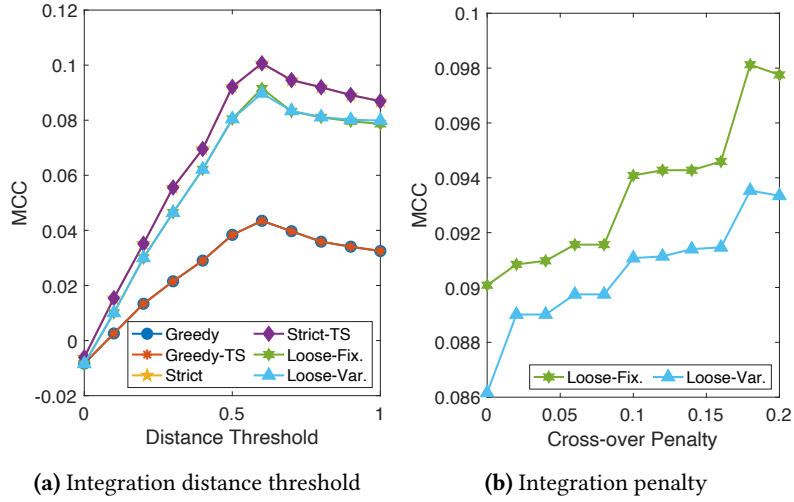 0.12
0.1
0.08
0.06
0.04
0.02
0
-0.02
MCC
Greedy
Greedy-TS
Strict
Strict-TS
Loose-Fix.
Loose-Var.
0 0.5 1
Distance Threshold
(a) Integration distance threshold
0.1
0.098
0.096
0.094
0.092
0.09
0.088
0.086
MCC
Loose-Fix. Loose-Var.
0 0.05 0.1 0.15 0.2
Cross-over Penalty
(b) Integration penalty